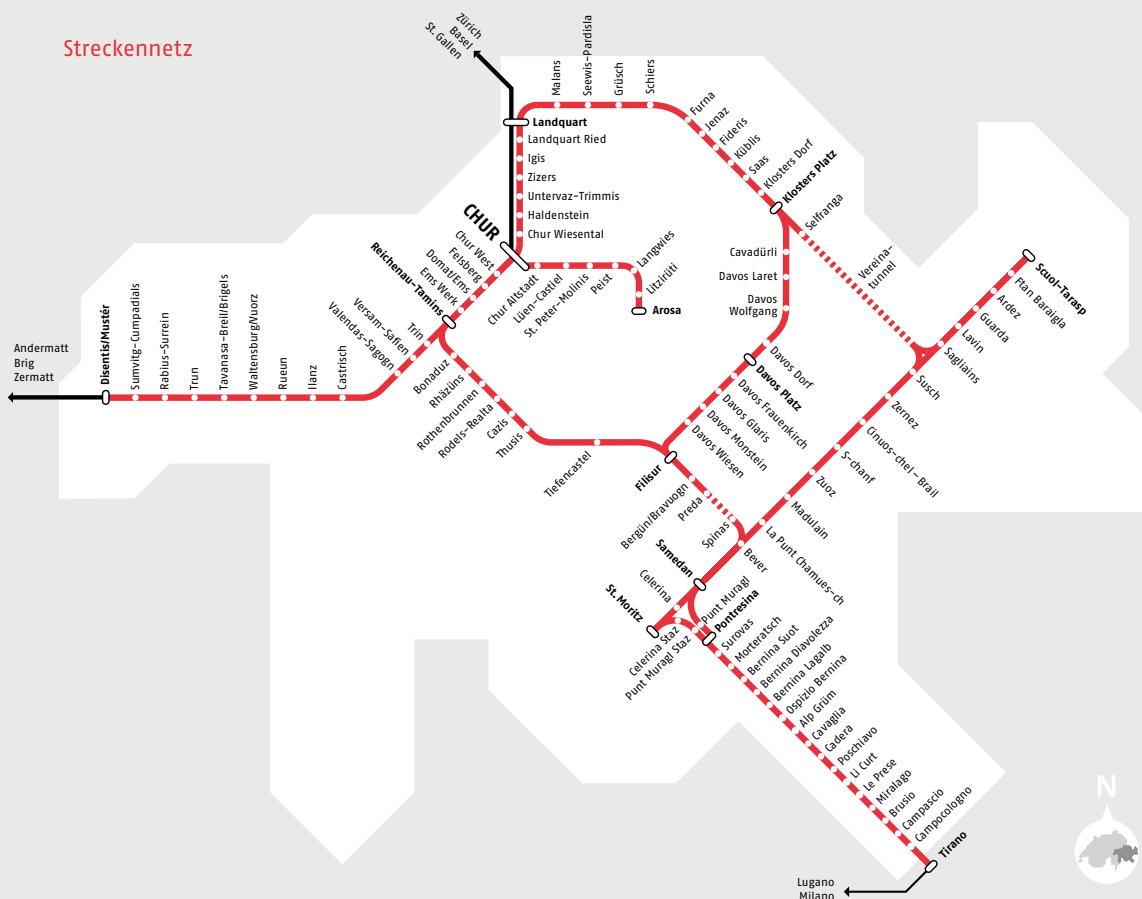 Streckennetz
Zürich
Basel
St. Gallen
Malans
Seewis-Pardisla
Grüsch
Schiers
Furna
Jenaz
Fideris
Küblis
Saas
Klosters Dorf
Klosters Platz
Selfranga
Vereina-
tunnel
Landquart
Landquart Ried
Igis
Zizers
Untervaz-Trimmis
Haldenstein
Chur Wiesental
CHUR
Chur West
Felsberg
Domat/Ems
Ems Werk
Reichenau-Tamins
Chur Altstadt
Lüen-Castiel
St. Peter-Molinis
Peist
Langwies
Litzirüti
Arosa
Cavadürli
Davos Laret
Davos
Wolfgang
Davos Dorf
Davos Platz
Davos Frauenkirch
Davos Glaris
Davos Monstein
Davos Wiesen
Filisur
Scuol-Tarasp
Ftan Baraigla
Ardez
Guarda
Lavin
Sagliains
Susch
Zernez
Cinuos-chel-Brail
S-chanf
Zuoz
Madulain
La Punt Chamues-ch
Bever
Andermatt
Brig
Zermatt
Disentis/Mustér
Sumvitg-Cumpadials
Rabius-Surrein
Trun
Tavanasa-Breil/Brigels
Waltensburg/Vuorz
Rueun
Ilanz
Castrisch
Valendas-Sagogn
Versam-Safien
Trin
Bonaduz
Rhäzüns
Rothenbrunnen
Rodels-Realta
Cazis
Thusis
Tiefencastel
Bergün/Bravuogn
Preda
Spinas
Samedan
Celerina
St. Moritz
Celerina Staz
Punt Muragl Staz
Punt Muragl
Pontresina
Surovas
Morteratsch
Bernina Suot
Bernina Diavolezza
Bernina Lagalb
Ospizio Bernina
Alp Grüm
Cavaglia
Cadera
Poschiavo
Li Curt
Le Prese
Miralago
Brusio
Campascio
Campocologno
Tirano
Lugano
Milano
N